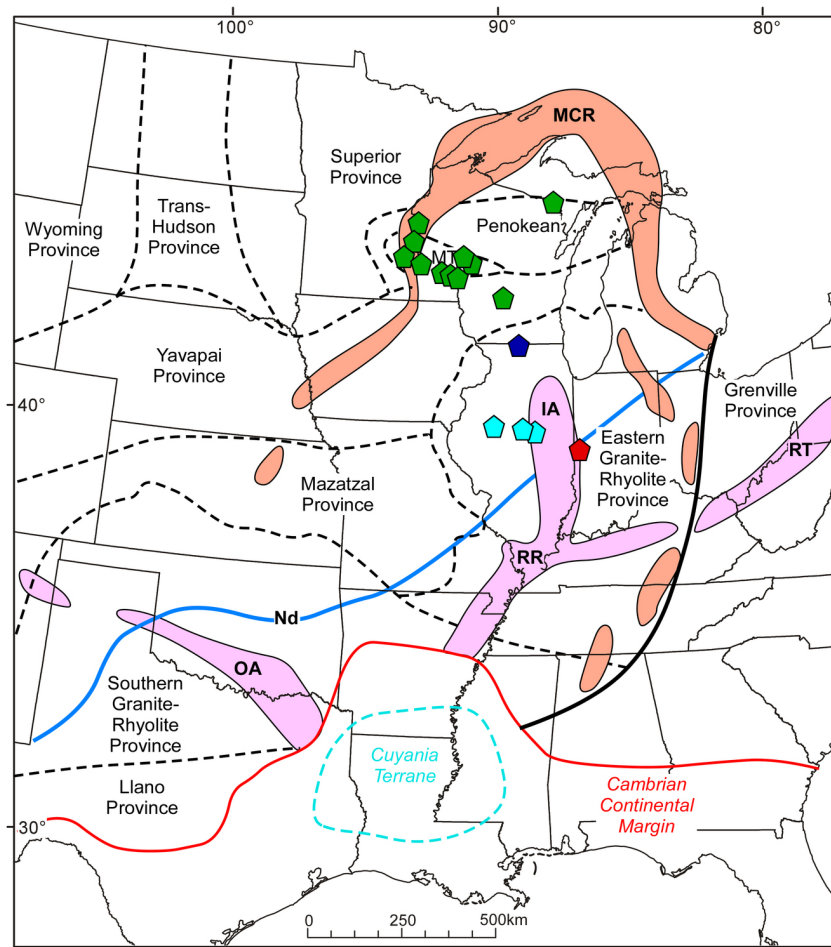 100°
90°
80°
MCR
Superior
Province
Trans-
Hudson
Province
Wyoming
Province
Penokean
MT
Yavapai
Province
Grenville
Province
40°
IA
Eastern
Granite-
Rhyolite
Province
RT
Mazatzal
Province
RR
Nd
OA
Southern
Granite-
Rhyolite
Province
Cuyania
Terrane
Llano
Province
Cambrian
Continental
Margin
30°
0 250 500km